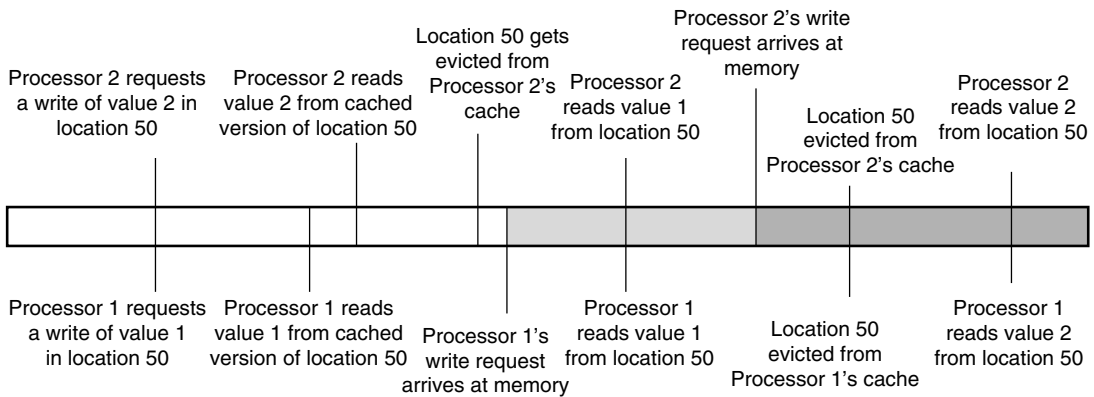 Processor 2 requests
a write of value 2 in
location 50
Processor 2 reads
value 2 from cached
version of location 50
Location 50 gets
evicted from
Processor 2's
cache
Processor 2
reads value 1
from location 50
Processor 2's write
request arrives at
memory
Location 50
evicted from
Processor 2's cache
Processor 2
reads value 2
from location 50
Processor 1 requests
a write of value 1
in location 50
Processor 1 reads
value 1 from cached
version of location 50
Processor 1's
write request
arrives at memory
Processor 1
reads value 1
from location 50
Location 50
evicted from
Processor 1's cache
Processor 1
reads value 2
from location 50